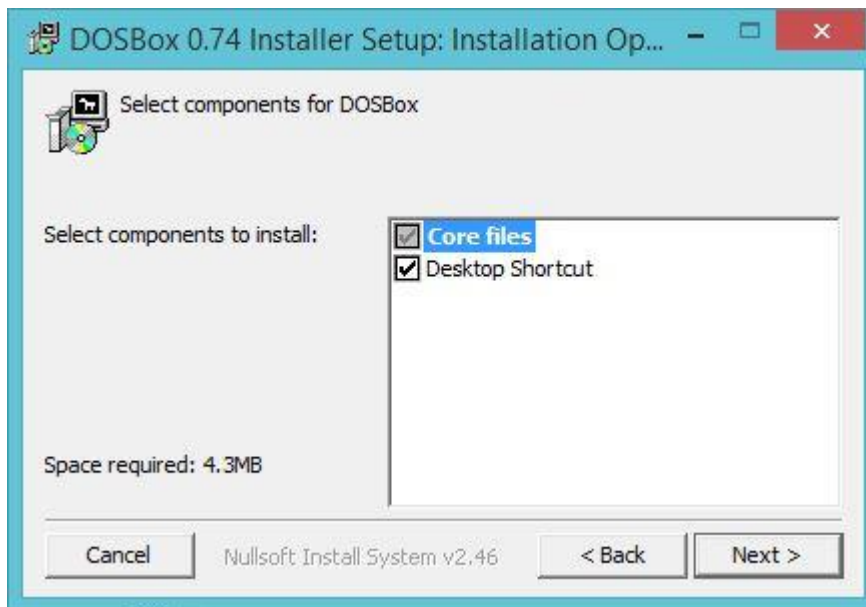 DOSBox 0.74 Installer Setup: Installation Op...
Select components for DOSBox
Select components to install:
Core files
Desktop Shortcut
Space required: 4.3MB
Cancel
Nullsoft Install System v2.46
< Back
Next >